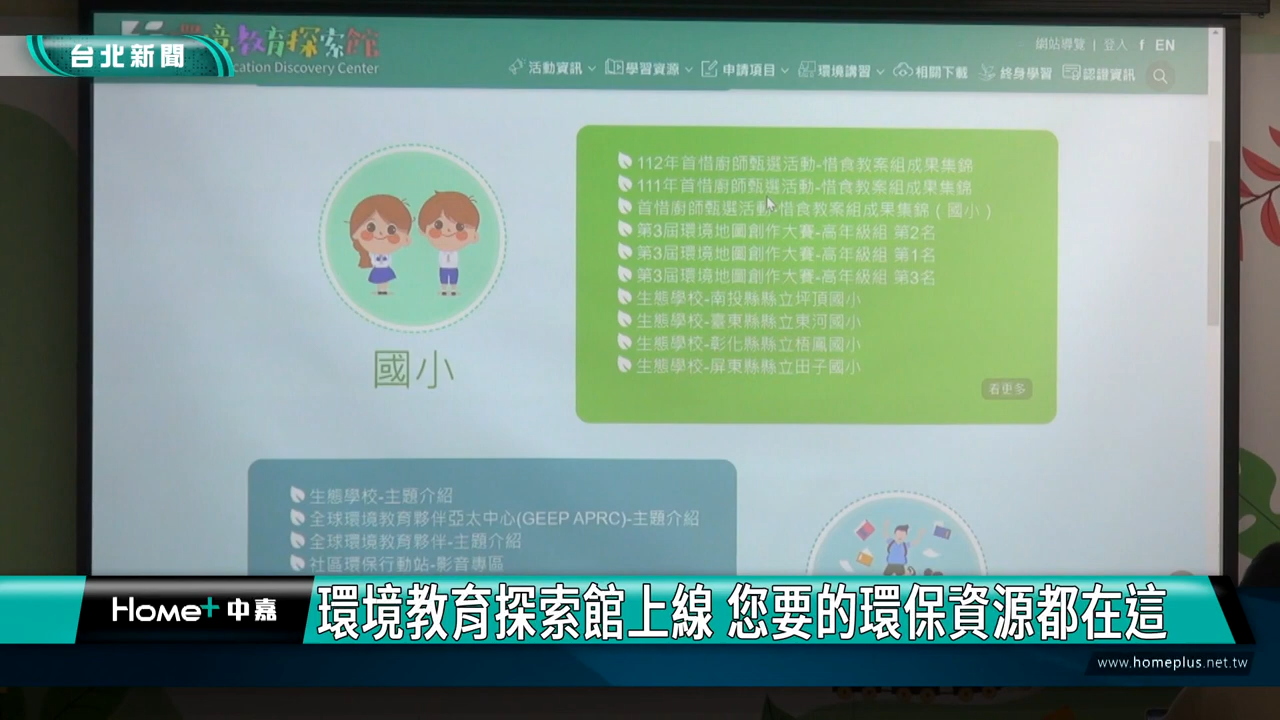 台北新聞
環境教育探索館
cation Discovery Center
網站導覽 | 登入 f EN
活動資訊 學習資源 申請項目 環境講習 相關下載 終身學習 認證資訊
112年首惜廚師甄選活動-惜食教案組成果集錦
111年首惜廚師甄選活動-惜食教案組成果集錦
首惜廚師甄選活動-惜食教案組成果集錦(國小)
第3屆環境地圖創作大賽-高年級組 第2名
第3屆環境地圖創作大賽-高年級組 第1名
第3屆環境地圖創作大賽-高年級組 第3名
生態學校-南投縣縣立坪頂國小
生態學校-臺東縣縣立東河國小
生態學校-彰化縣縣立梧鳳國小
生態學校-屏東縣縣立田子國小
看更多
國小
生態學校-主題介紹
全球環境教育夥伴亞太中心(GEEP APRC)-主題介紹
全球環境教育夥伴-主題介紹
社區環保行動站-影音專區
Home+ 中嘉
環境教育探索館上線 您要的環保資源都在這
www.homeplus.net.tw